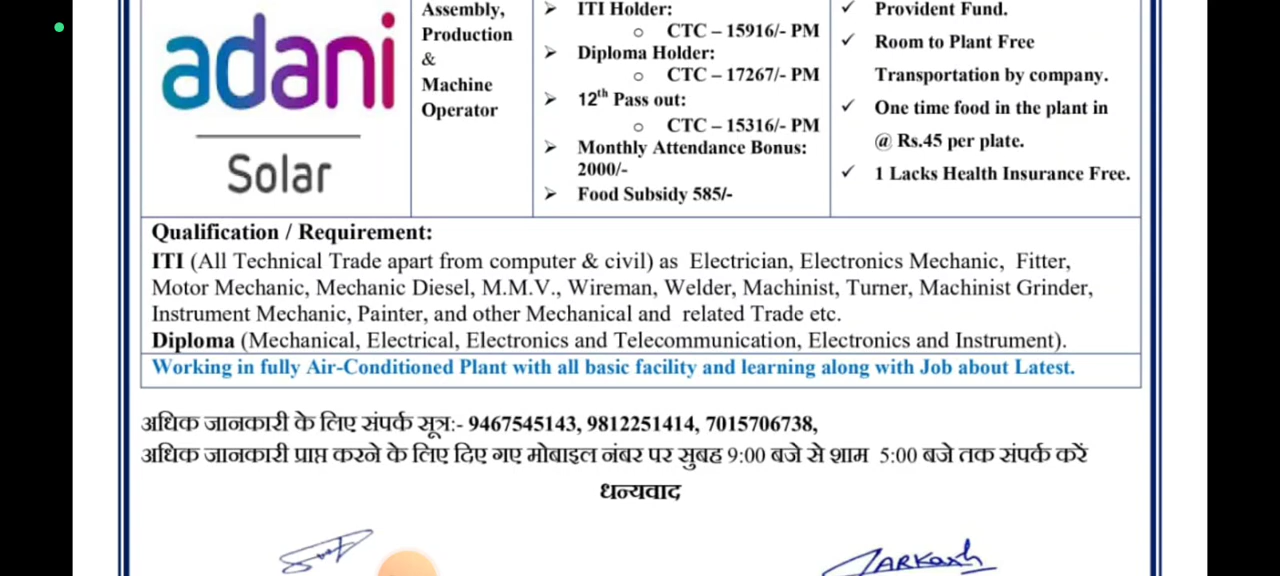 adani
Solar
Assembly,
Production
&
Machine
Operator
➢ ITI Holder:
○ CTC – 15916/- PM
➢ Diploma Holder:
○ CTC – 17267/- PM
➢ 12th Pass out:
○ CTC – 15316/- PM
➢ Monthly Attendance Bonus:
2000/-
➢ Food Subsidy 585/-
✓ Provident Fund.
✓ Room to Plant Free
Transportation by company.
✓ One time food in the plant in
@ Rs.45 per plate.
✓ 1 Lacks Health Insurance Free.
Qualification / Requirement:
ITI (All Technical Trade apart from computer & civil) as Electrician, Electronics Mechanic, Fitter,
Motor Mechanic, Mechanic Diesel, M.M.V., Wireman, Welder, Machinist, Turner, Machinist Grinder,
Instrument Mechanic, Painter, and other Mechanical and related Trade etc.
Diploma (Mechanical, Electrical, Electronics and Telecommunication, Electronics and Instrument).
Working in fully Air-Conditioned Plant with all basic facility and learning along with Job about Latest.
अधिक जानकारी के लिए संपर्क सूत्र:- 9467545143, 9812251414, 7015706738,
अधिक जानकारी प्राप्त करने के लिए दिए गए मोबाइल नंबर पर सुबह 9:00 बजे से शाम 5:00 बजे तक संपर्क करें
धन्यवाद